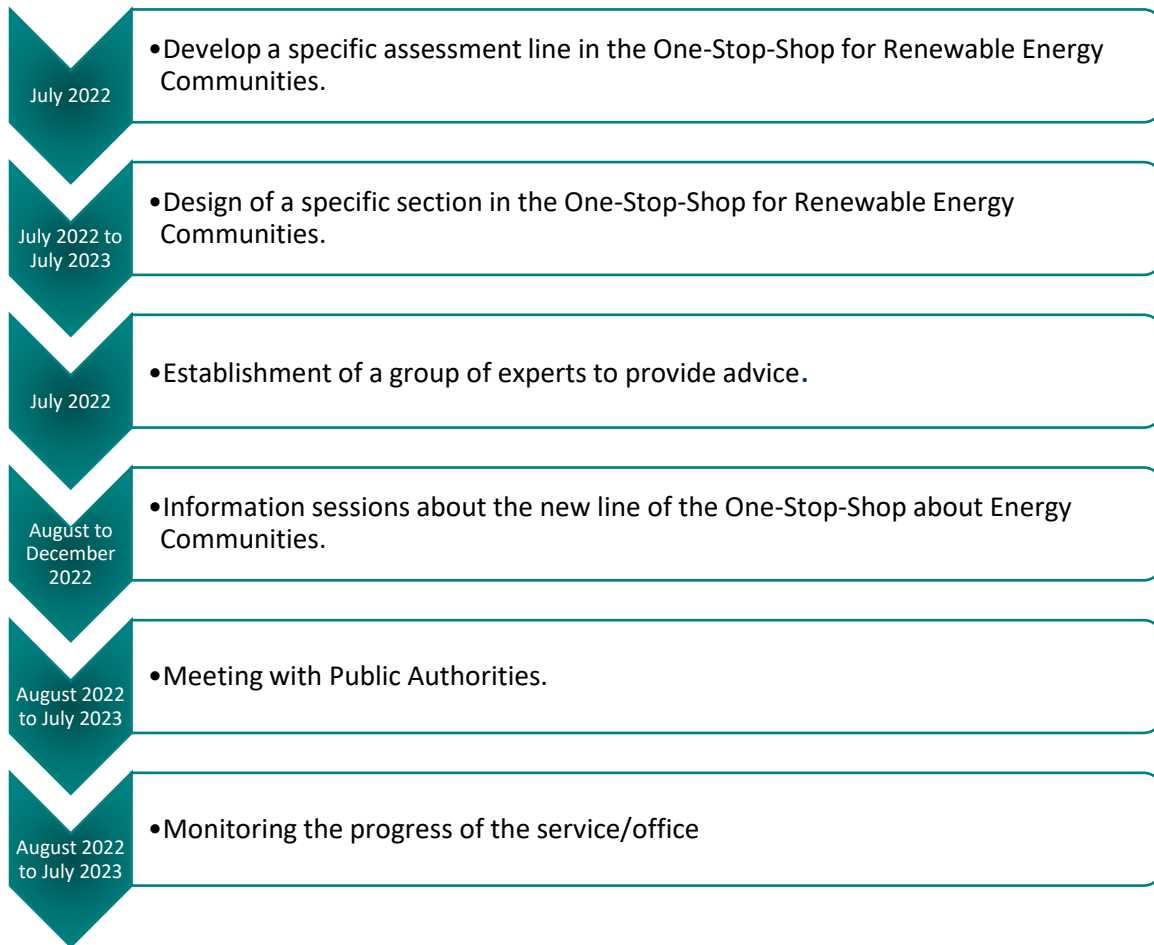 July 2022
•Develop a specific assessment line in the One-Stop-Shop for Renewable Energy
Communities.
July 2022 to
July 2023
•Design of a specific section in the One-Stop-Shop for Renewable Energy
Communities.
July 2022
•Establishment of a group of experts to provide advice.
August to
December
2022
•Information sessions about the new line of the One-Stop-Shop about Energy
Communities.
August 2022
to July 2023
•Meeting with Public Authorities.
August 2022
to July 2023
•Monitoring the progress of the service/office